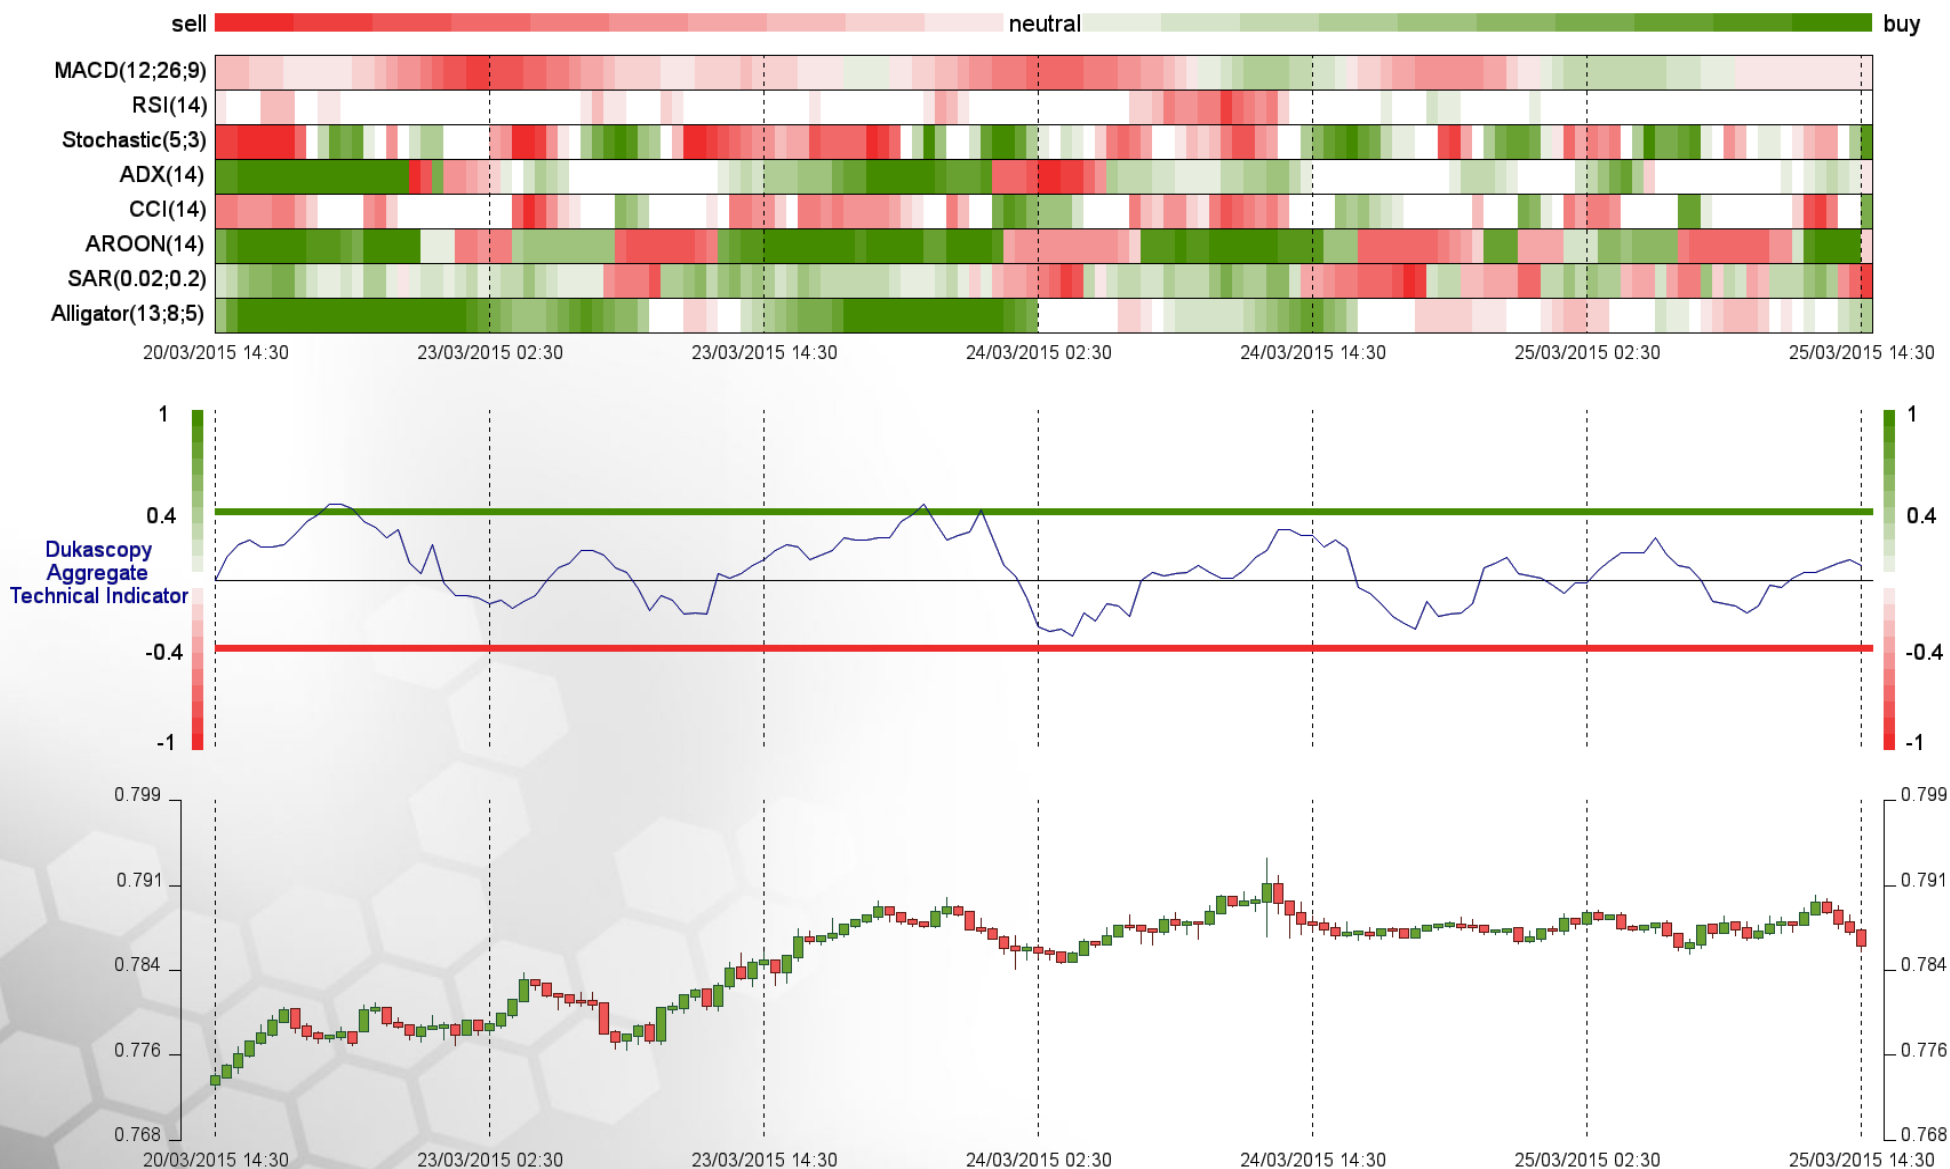 sell neutral buy
MACD(12;26;9)
RSI(14)
Stochastic(5;3)
ADX(14)
CCI(14)
AROON(14)
SAR(0.02;0.2)
Alligator(13;8;5)
20/03/2015 14:30 23/03/2015 02:30 23/03/2015 14:30 24/03/2015 02:30 24/03/2015 14:30 25/03/2015 02:30 25/03/2015 14:30
1 1
0.4 0.4
Dukascopy
Aggregate
Technical Indicator
-0.4 -0.4
-1 -1
0.799 0.799
0.791 0.791
0.784 0.784
0.776 0.776
0.768 0.768
20/03/2015 14:30 23/03/2015 02:30 23/03/2015 14:30 24/03/2015 02:30 24/03/2015 14:30 25/03/2015 02:30 25/03/2015 14:30